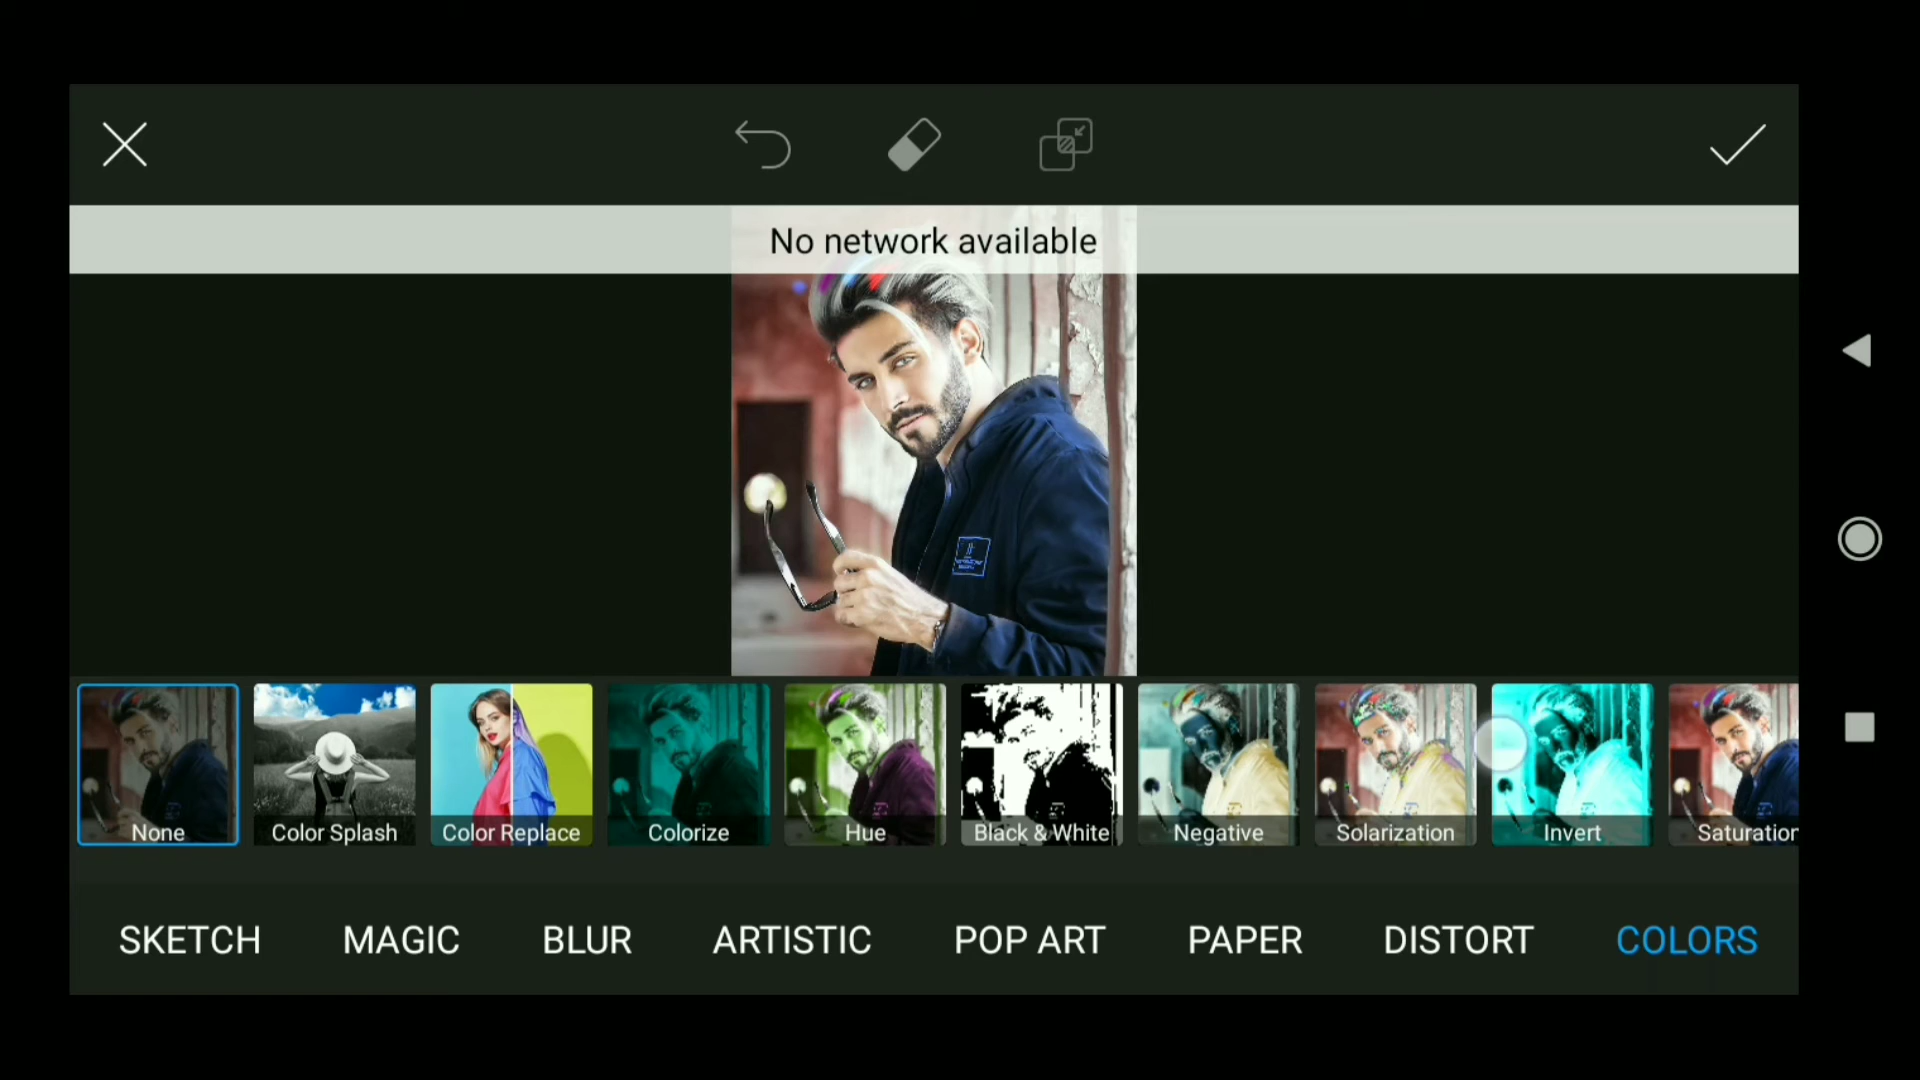 No network available
None
Color Splash
Color Replace
Colorize
Hue
Black & White
Negative
Solarization
Invert
Saturation
SKETCH MAGIC BLUR ARTISTIC POP ART PAPER DISTORT COLORS